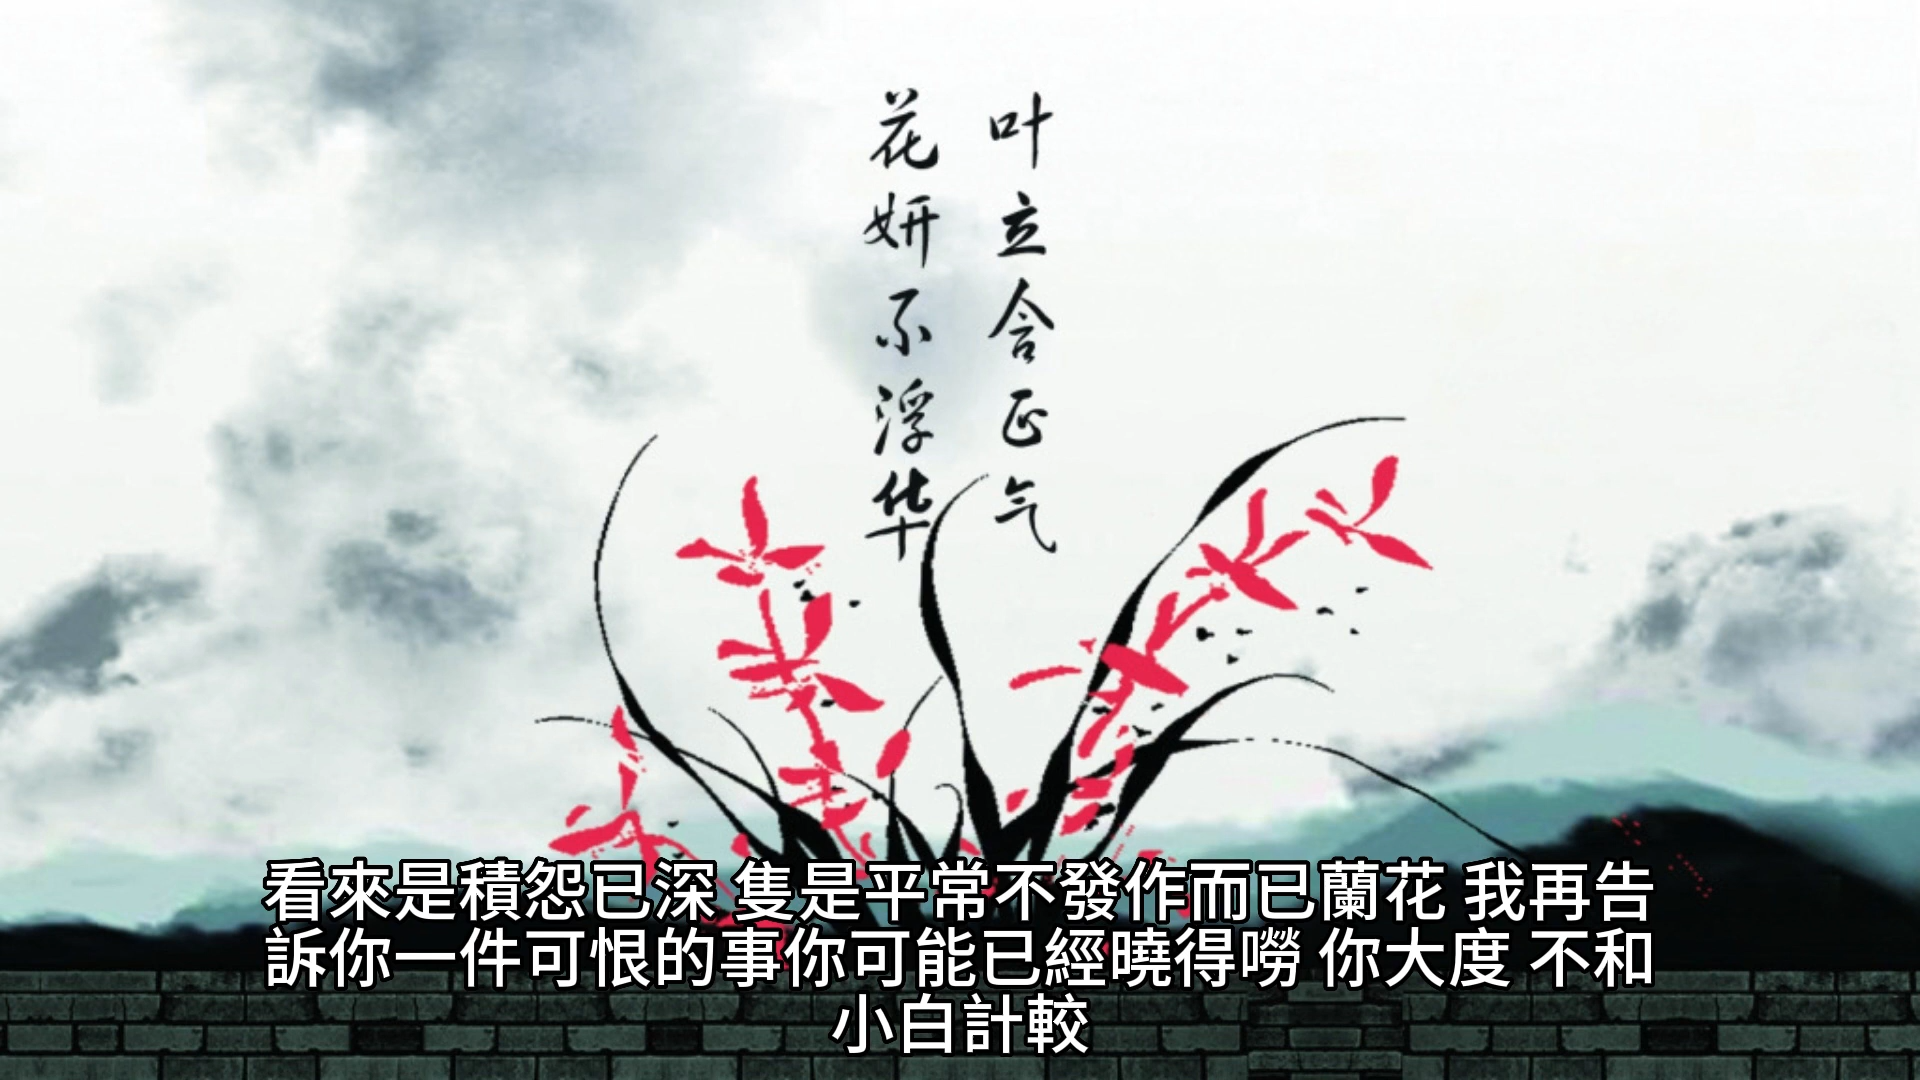 叶立含正气
花妍不浮华
看來是積怨已深 隻是平常不發作而已蘭花 我再告
訴你一件可恨的事你可能已經曉得嘮 你大度 不和
小白計較